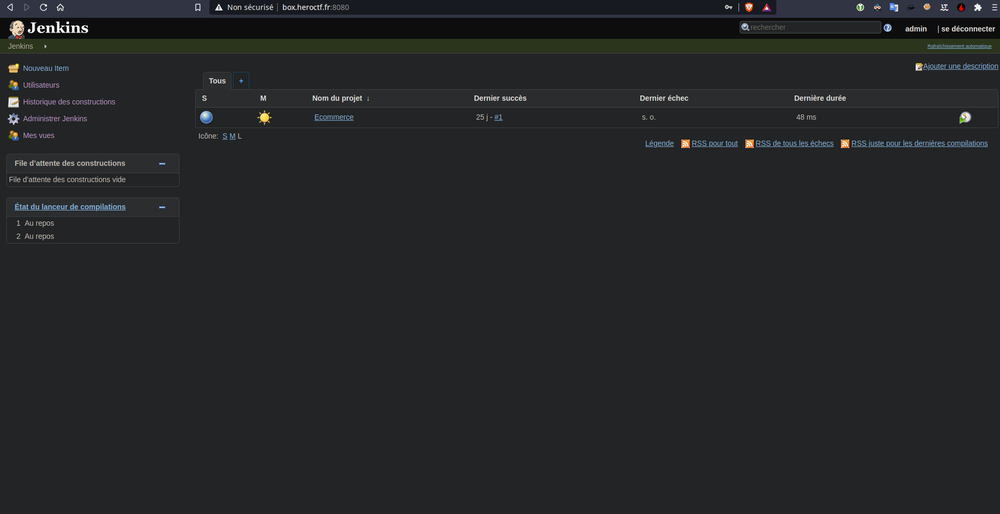 Non sécurisé | box.heroctf.fr:8080
Jenkins
rechercher
admin
| se déconnecter
Jenkins
Rafraîchissement automatique
Nouveau Item
Utilisateurs
Historique des constructions
Administrer Jenkins
Mes vues
File d'attente des constructions
File d'attente des constructions vide
État du lanceur de compilations
1 Au repos
2 Au repos
Ajouter une description
Tous +
S M Nom du projet ↓ Dernier succès Dernier échec Dernière durée
Ecommerce 25 j - #1 s. o. 48 ms
Icône: S M L
Légende RSS pour tout RSS de tous les échecs RSS juste pour les dernières compilations